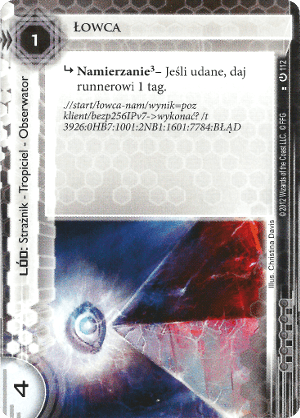 Łowca
1
↳ Namierzanie³– Jeśli udane, daj
runnerowi 1 tag.
.//start/łowca-nam/wynik=poz
klient/bezp256IPv7->wykonać? /t
3926:0HB7:1001:2NB1:1601:7784:BŁĄD
LÓD: Strażnik - Tropiciel - Obserwator
112
© 2012 Wizards of the Coast LLC. © FFG
Illus. Christina Davis
4